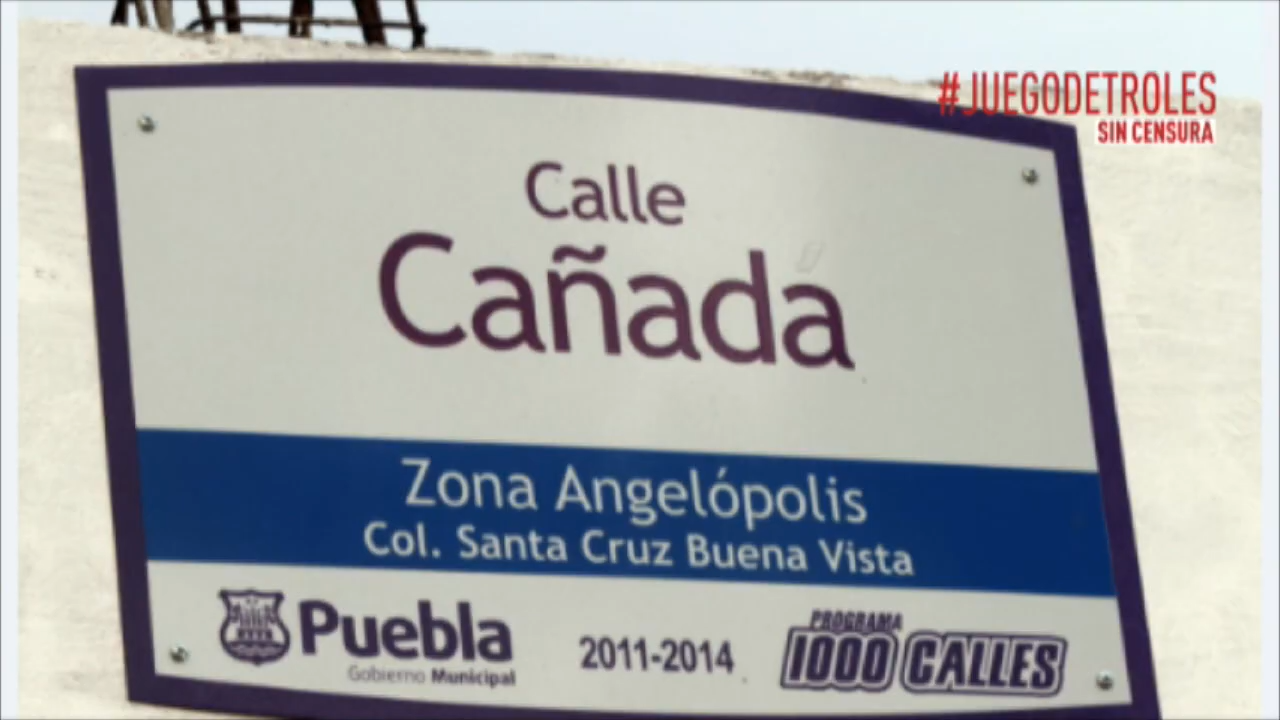 #JUEGODETROLES
SIN CENSURA
Calle
Cañada
Zona Angelópolis
Col. Santa Cruz Buena Vista
Puebla
Gobierno Municipal
2011-2014
PROGRAMA
1000 CALLES